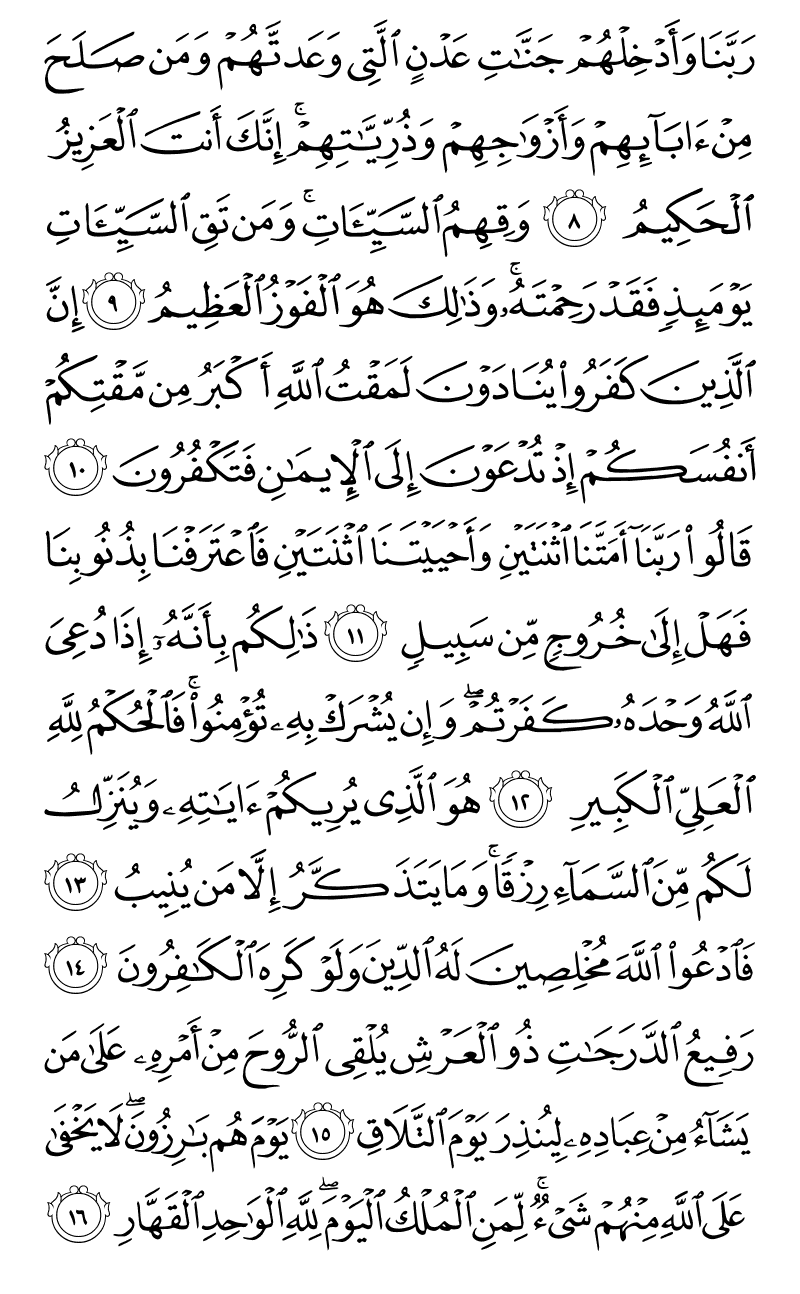 رَبَّنَا وَأَدْخِلْهُمْ جَنَّٰتِ عَدْنٍ ٱلَّتِى وَعَدتَّهُمْ وَمَن صَلَحَ
مِنْ ءَابَآئِهِمْ وَأَزْوَٰجِهِمْ وَذُرِّيَّٰتِهِمْ ۚ إِنَّكَ أَنتَ ٱلْعَزِيزُ
ٱلْحَكِيمُ ٨ وَقِهِمُ ٱلسَّيِّـَٔاتِ ۚ وَمَن تَقِ ٱلسَّيِّـَٔاتِ
يَوْمَئِذٍ فَقَدْ رَحِمْتَهُۥ ۚ وَذَٰلِكَ هُوَ ٱلْفَوْزُ ٱلْعَظِيمُ ٩ إِنَّ
ٱلَّذِينَ كَفَرُوا۟ يُنَادَوْنَ لَمَقْتُ ٱللَّهِ أَكْبَرُ مِن مَّقْتِكُمْ
أَنفُسَكُمْ إِذْ تُدْعَوْنَ إِلَى ٱلْإِيمَٰنِ فَتَكْفُرُونَ ١٠
قَالُوا۟ رَبَّنَآ أَمَتَّنَا ٱثْنَتَيْنِ وَأَحْيَيْتَنَا ٱثْنَتَيْنِ فَٱعْتَرَفْنَا بِذُنُوبِنَا
فَهَلْ إِلَىٰ خُرُوجٍ مِّن سَبِيلٍ ١١ ذَٰلِكُم بِأَنَّهُۥٓ إِذَا دُعِىَ
ٱللَّهُ وَحْدَهُۥ كَفَرْتُمْ ۖ وَإِن يُشْرَكْ بِهِۦ تُؤْمِنُوا۟ ۚ فَٱلْحُكْمُ لِلَّهِ
ٱلْعَلِىِّ ٱلْكَبِيرِ ١٢ هُوَ ٱلَّذِى يُرِيكُمْ ءَايَٰتِهِۦ وَيُنَزِّلُ
لَكُم مِّنَ ٱلسَّمَآءِ رِزْقًا ۚ وَمَا يَتَذَكَّرُ إِلَّا مَن يُنِيبُ ١٣
فَٱدْعُوا۟ ٱللَّهَ مُخْلِصِينَ لَهُ ٱلدِّينَ وَلَوْ كَرِهَ ٱلْكَٰفِرُونَ ١٤
رَفِيعُ ٱلدَّرَجَٰتِ ذُو ٱلْعَرْشِ يُلْقِى ٱلرُّوحَ مِنْ أَمْرِهِۦ عَلَىٰ مَن
يَشَآءُ مِنْ عِبَادِهِۦ لِيُنذِرَ يَوْمَ ٱلتَّلَاقِ ١٥ يَوْمَ هُم بَٰرِزُونَ ۖ لَا يَخْفَىٰ
عَلَى ٱللَّهِ مِنْهُمْ شَىْءٌ ۚ لِّمَنِ ٱلْمُلْكُ ٱلْيَوْمَ ۖ لِلَّهِ ٱلْوَٰحِدِ ٱلْقَهَّارِ ١٦